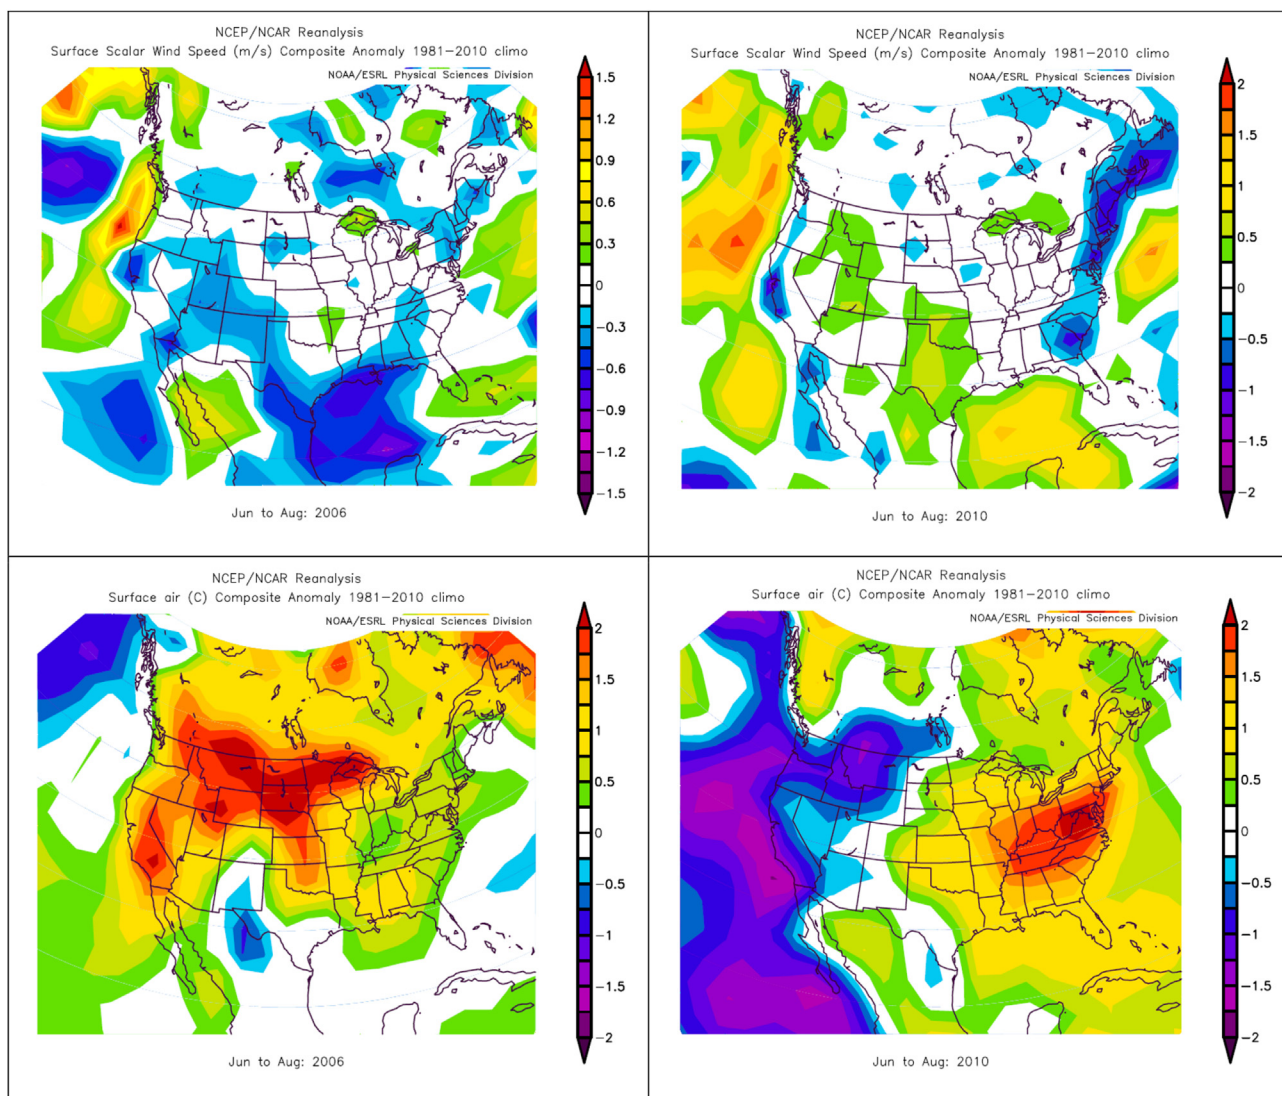 NCEP/NCAR Reanalysis
Surface Scalar Wind Speed (m/s) Composite Anomaly 1981−2010 climo
NOAA/ESRL Physical Sciences Division
1.5
1.2
0.9
0.6
0.3
0
−0.3
−0.6
−0.9
−1.2
−1.5
Jun to Aug: 2006
NCEP/NCAR Reanalysis
Surface Scalar Wind Speed (m/s) Composite Anomaly 1981−2010 climo
NOAA/ESRL Physical Sciences Division
2
1.5
1
0.5
0
−0.5
−1
−1.5
−2
Jun to Aug: 2010
NCEP/NCAR Reanalysis
Surface air (C) Composite Anomaly 1981−2010 climo
NOAA/ESRL Physical Sciences Division
2
1.5
1
0.5
0
−0.5
−1
−1.5
−2
Jun to Aug: 2006
NCEP/NCAR Reanalysis
Surface air (C) Composite Anomaly 1981−2010 climo
NOAA/ESRL Physical Sciences Division
2
1.5
1
0.5
0
−0.5
−1
−1.5
−2
Jun to Aug: 2010